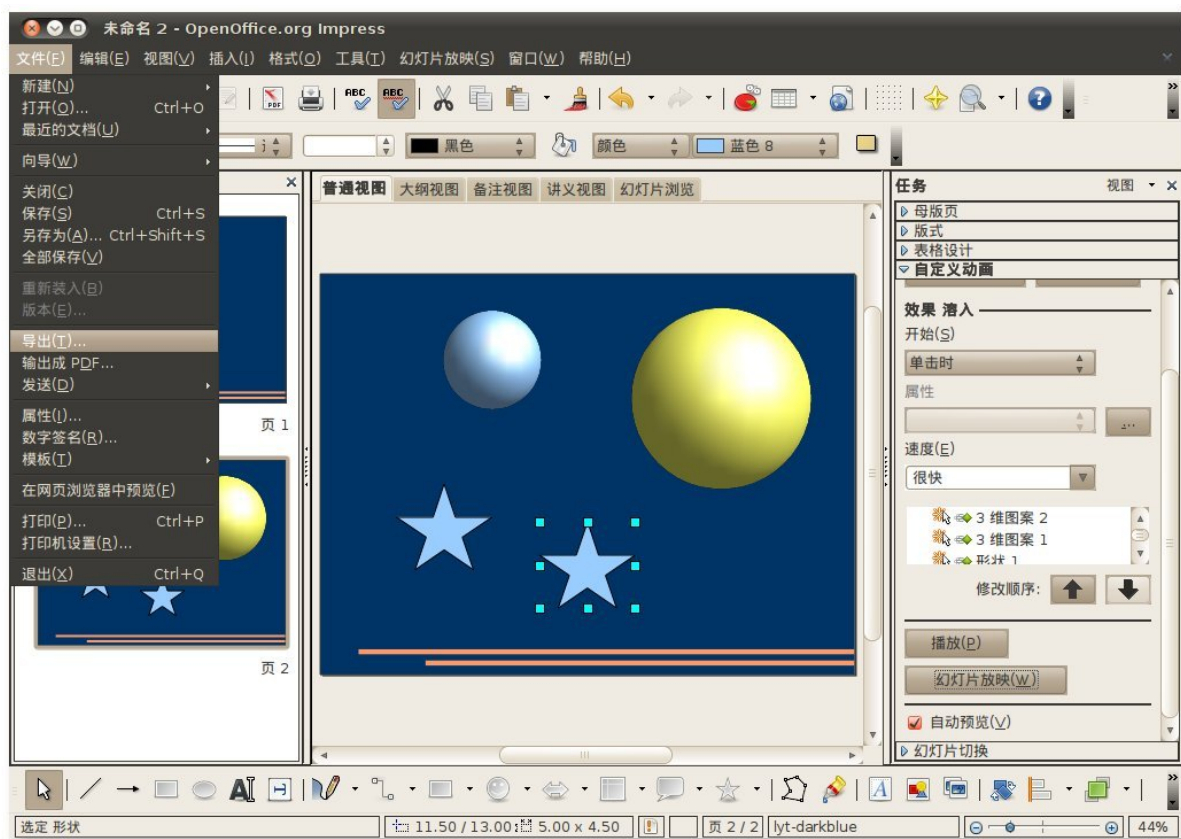 未命名 2 - OpenOffice.org Impress
文件(F) 编辑(E) 视图(V) 插入(I) 格式(O) 工具(T) 幻灯片放映(S) 窗口(W) 帮助(H)
新建(N)
打开(O)... Ctrl+O
最近的文档(U)
向导(W)
关闭(C)
保存(S) Ctrl+S
另存为(A)... Ctrl+Shift+S
全部保存(V)
重新装入(B)
版本(E)...
导出(T)...
输出成 PDF...
发送(D)
属性(I)...
数字签名(R)...
模板(T)
在网页浏览器中预览(F)
打印(P)... Ctrl+P
打印机设置(R)...
退出(X) Ctrl+Q
PDF ABC ABC
黑色 颜色 蓝色 8
页 1
页 2
普通视图 大纲视图 备注视图 讲义视图 幻灯片浏览
任务 视图
母版页
版式
表格设计
自定义动画
效果 溶入
开始(S)
单击时
属性
...
速度(E)
很快
3 维图案 2
3 维图案 1
形状 1
修改顺序:
播放(P)
幻灯片放映(W)
自动预览(V)
幻灯片切换
选定 形状 11.50 / 13.00 5.00 x 4.50 页 2 / 2 lyt-darkblue 44%